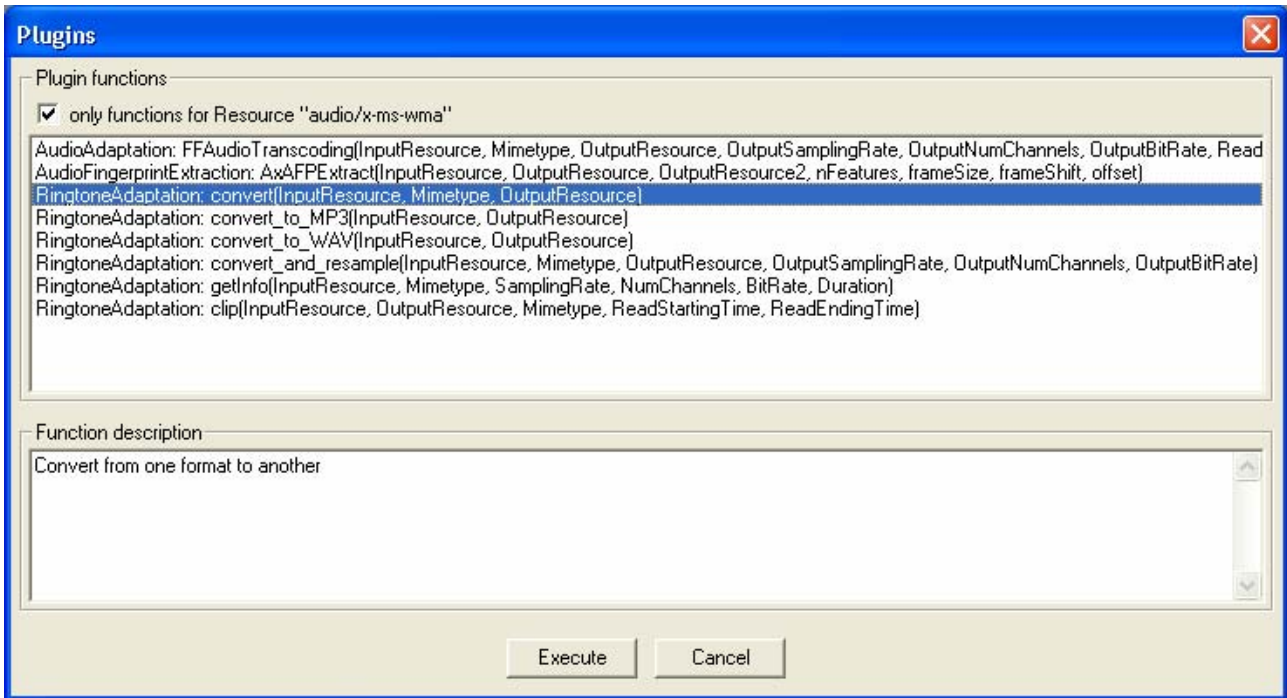 Plugins
Plugin functions
only functions for Resource "audio/x-ms-wma"
AudioAdaptation: FFAudioTranscoding(InputResource, Mimetype, OutputResource, OutputSamplingRate, OutputNumChannels, OutputBitRate, Read
AudioFingerprintExtraction: AxAFPExtract(InputResource, OutputResource, OutputResource2, nFeatures, frameSize, frameShift, offset)
RingtoneAdaptation: convert(InputResource, Mimetype, OutputResource)
RingtoneAdaptation: convert_to_MP3(InputResource, OutputResource)
RingtoneAdaptation: convert_to_WAV(InputResource, OutputResource)
RingtoneAdaptation: convert_and_resample(InputResource, Mimetype, OutputResource, OutputSamplingRate, OutputNumChannels, OutputBitRate)
RingtoneAdaptation: getInfo(InputResource, Mimetype, SamplingRate, NumChannels, BitRate, Duration)
RingtoneAdaptation: clip(InputResource, OutputResource, Mimetype, ReadStartingTime, ReadEndingTime)
Function description
Convert from one format to another
Execute Cancel